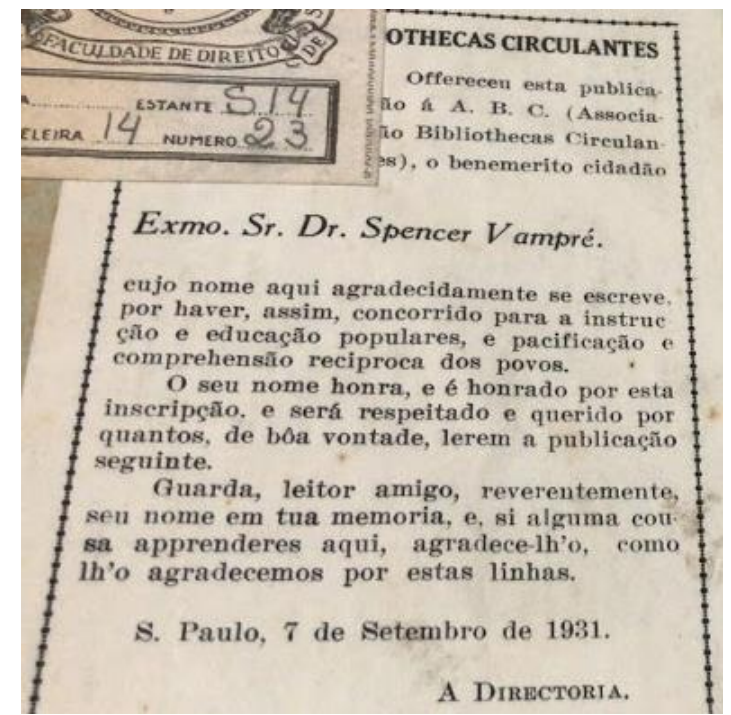 FACULDADE DE DIREITO
DE S
ESTANTE S14
ELEIRA 14 NUMERO 23
OTHECAS CIRCULANTES
Offereceu esta publica-
ão á A. B. C. (Associa-
ão Bibliothecas Circulan-
es), o benemerito cidadão
Exmo. Sr. Dr. Spencer Vampré.
cujo nome aqui agradecidamente se escreve,
por haver, assim, concorrido para a instruc
ção e educação populares, e pacificação e
comprehensão reciproca dos povos.
O seu nome honra, e é honrado por esta
inscripção. e será respeitado e querido por
quantos, de bôa vontade, lerem a publicação
seguinte.
Guarda, leitor amigo, reverentemente,
seu nome em tua memoria, e, si alguma cou-
sa apprenderes aqui, agradece-lh'o, como
lh'o agradecemos por estas linhas.
S. Paulo, 7 de Setembro de 1931.
A DIRECTORIA.